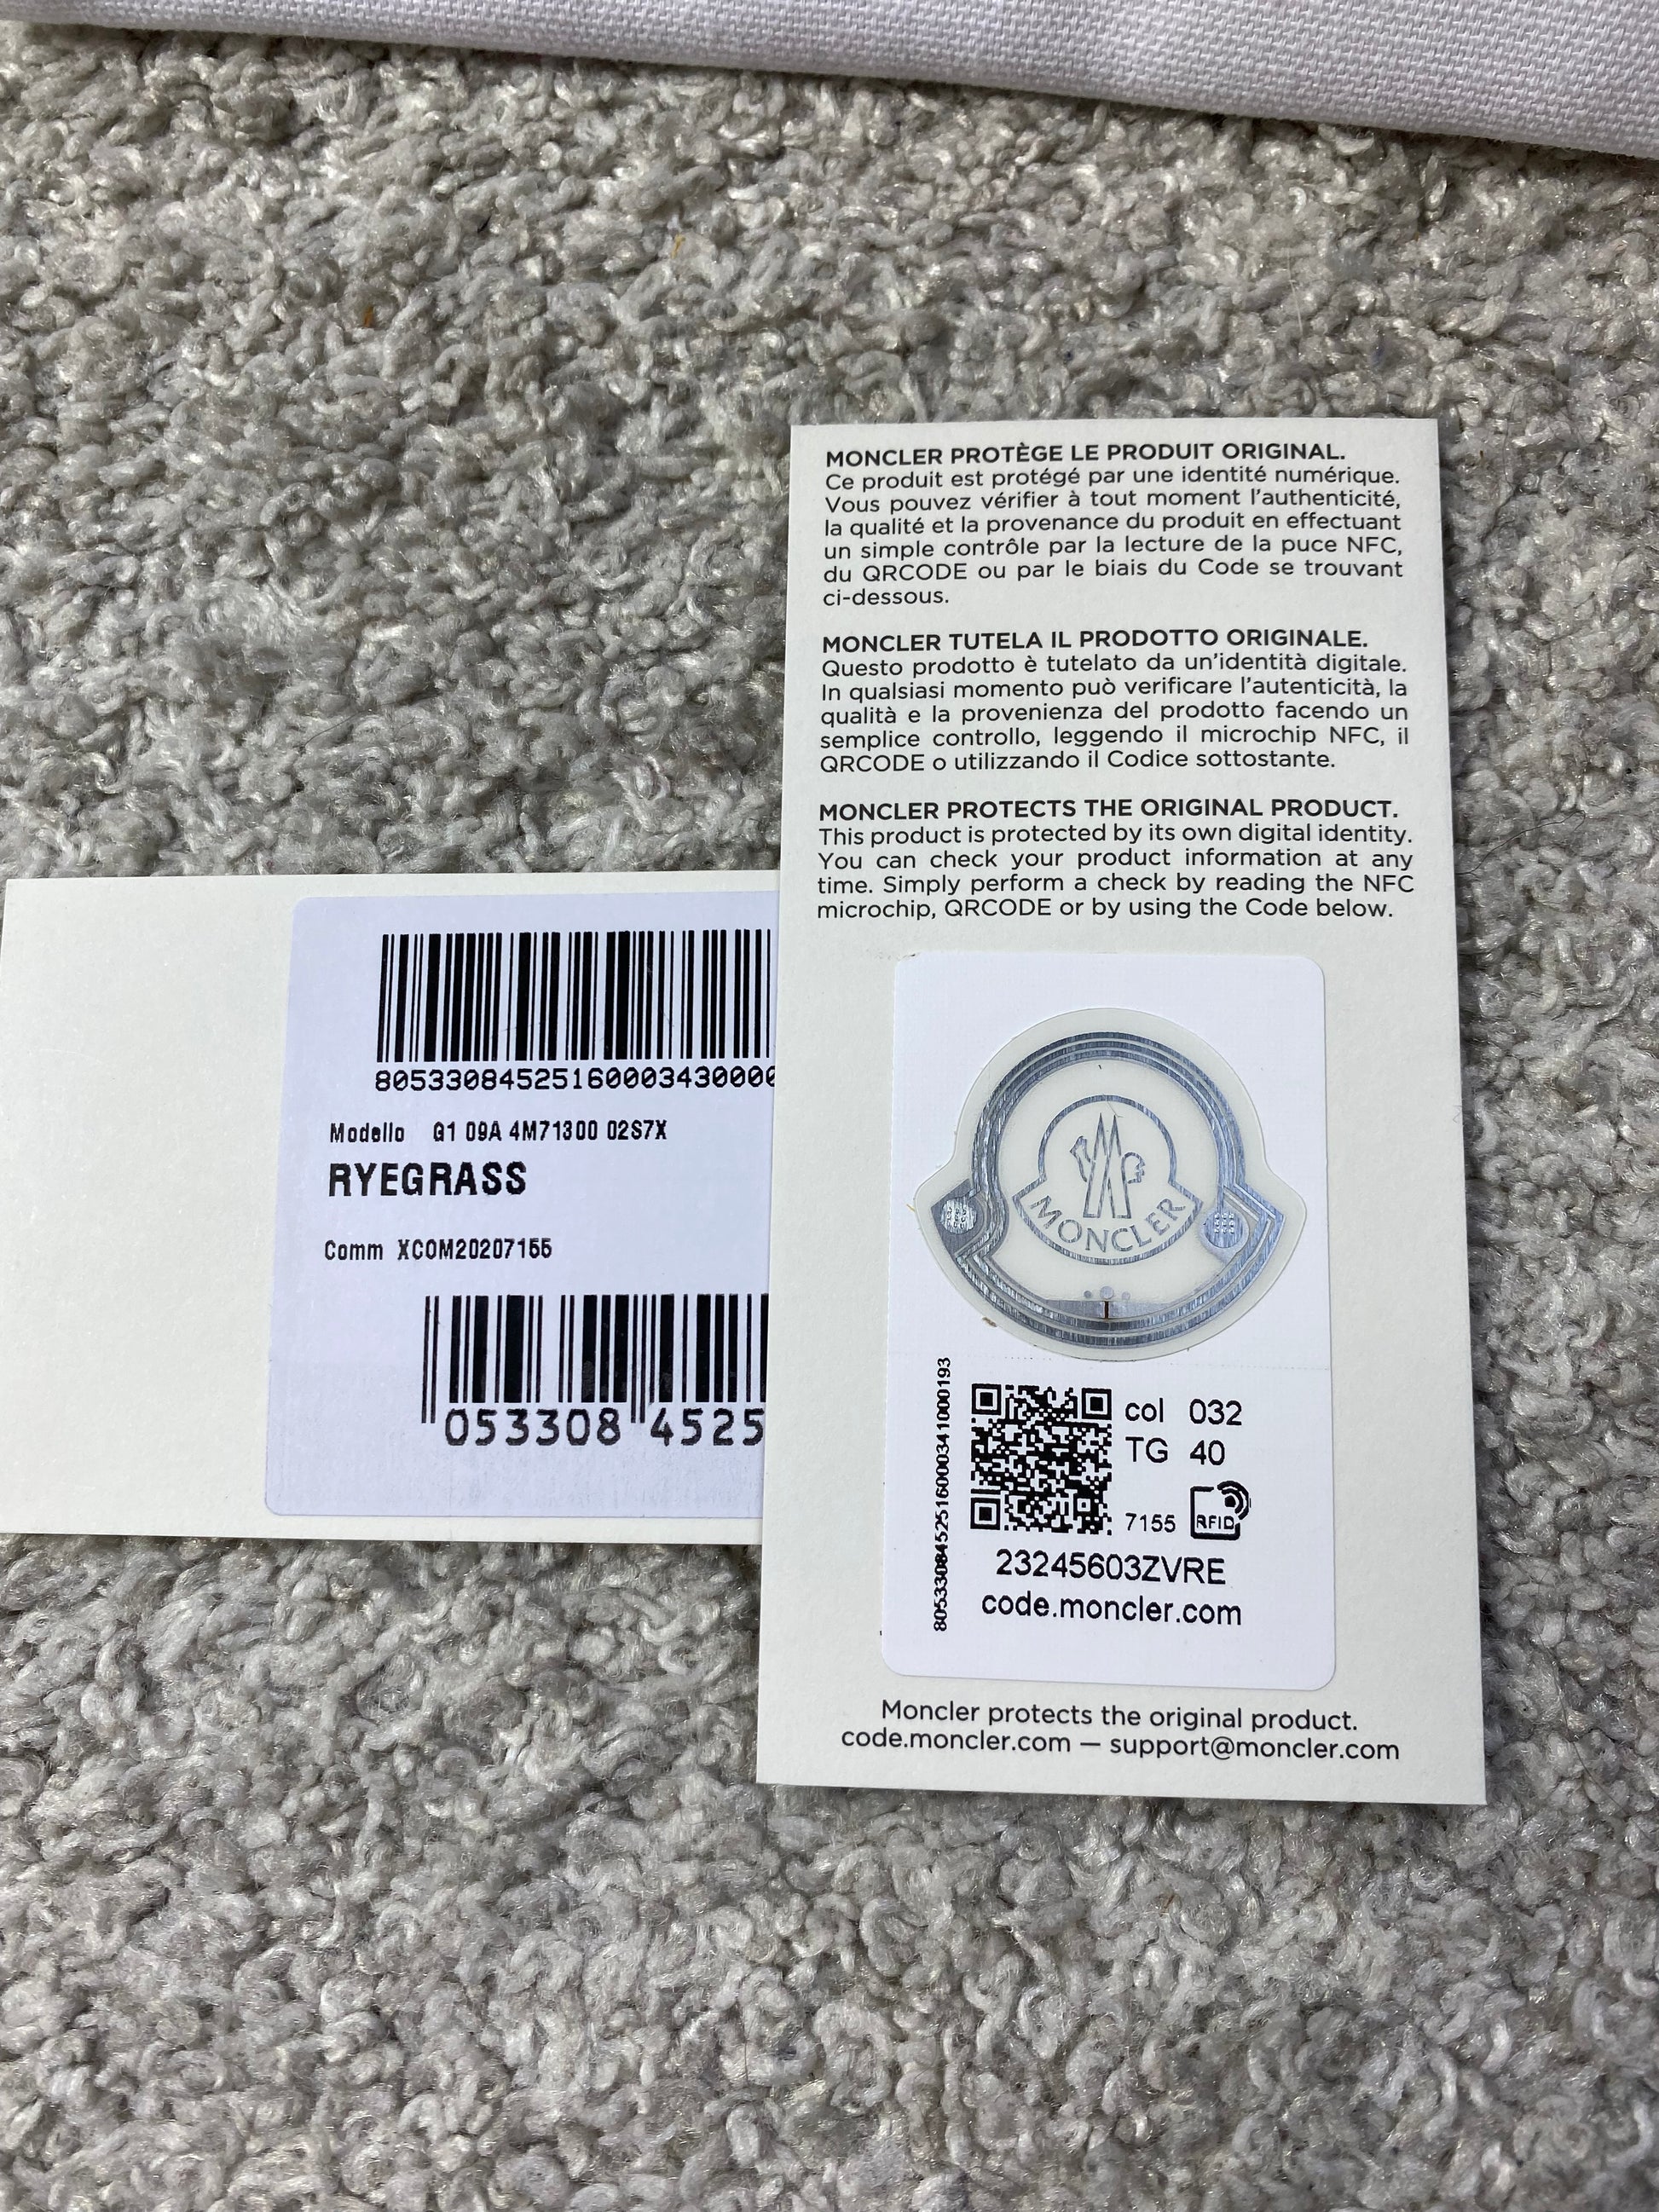 MONCLER PROTÈGE LE PRODUIT ORIGINAL.
Ce produit est protégé par une identité numérique.
Vous pouvez vérifier à tout moment l'authenticité,
la qualité et la provenance du produit en effectuant
un simple contrôle par la lecture de la puce NFC,
du QRCODE ou par le biais du Code se trouvant
ci-dessous.
MONCLER TUTELA IL PRODOTTO ORIGINALE.
Questo prodotto è tutelato da un'identità digitale.
In qualsiasi momento può verificare l'autenticità, la
qualità e la provenienza del prodotto facendo un
semplice controllo, leggendo il microchip NFC, il
QRCODE o utilizzando il Codice sottostante.
MONCLER PROTECTS THE ORIGINAL PRODUCT.
This product is protected by its own digital identity.
You can check your product information at any
time. Simply perform a check by reading the NFC
microchip, QRCODE or by using the Code below.
MONCLER
8053308452516000341000193
col 032
TG 40
7155 RFID
23245603ZVRE
code.moncler.com
Moncler protects the original product.
code.moncler.com — support@moncler.com
80533084525160003430000
Modello G1 09A 4M71300 02S7X
RYEGRASS
Comm XCOM20207155
053308 4525